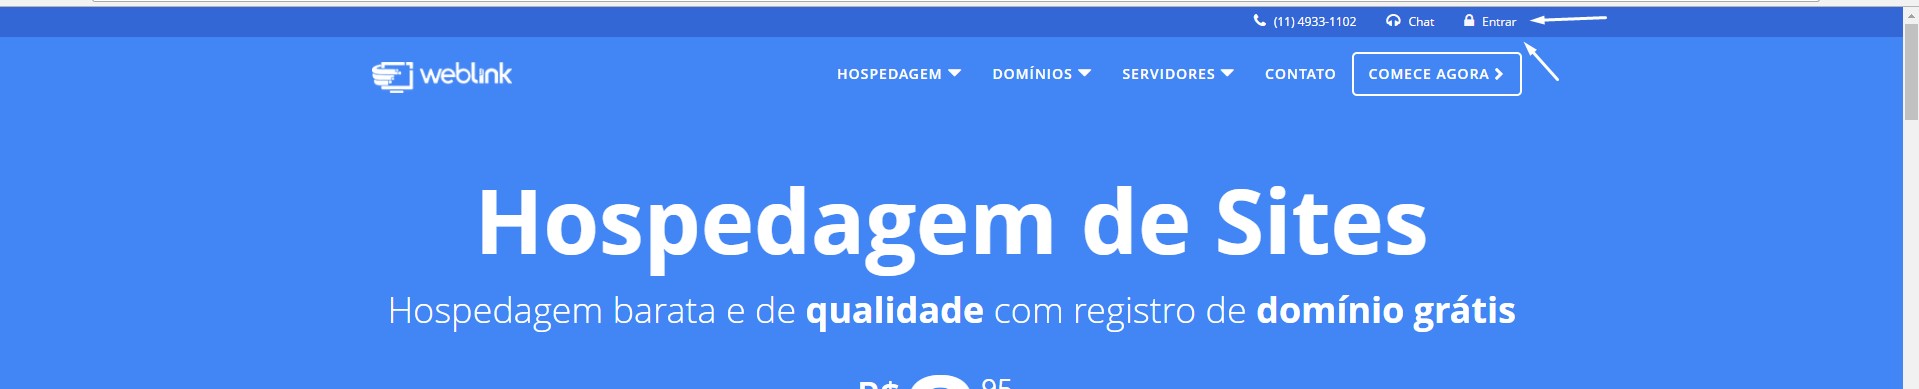 (11) 4933-1102 Chat Entrar
weblink HOSPEDAGEM DOMÍNIOS SERVIDORES CONTATO COMECE AGORA
Hospedagem de Sites
Hospedagem barata e de qualidade com registro de domínio grátis
R$ 95